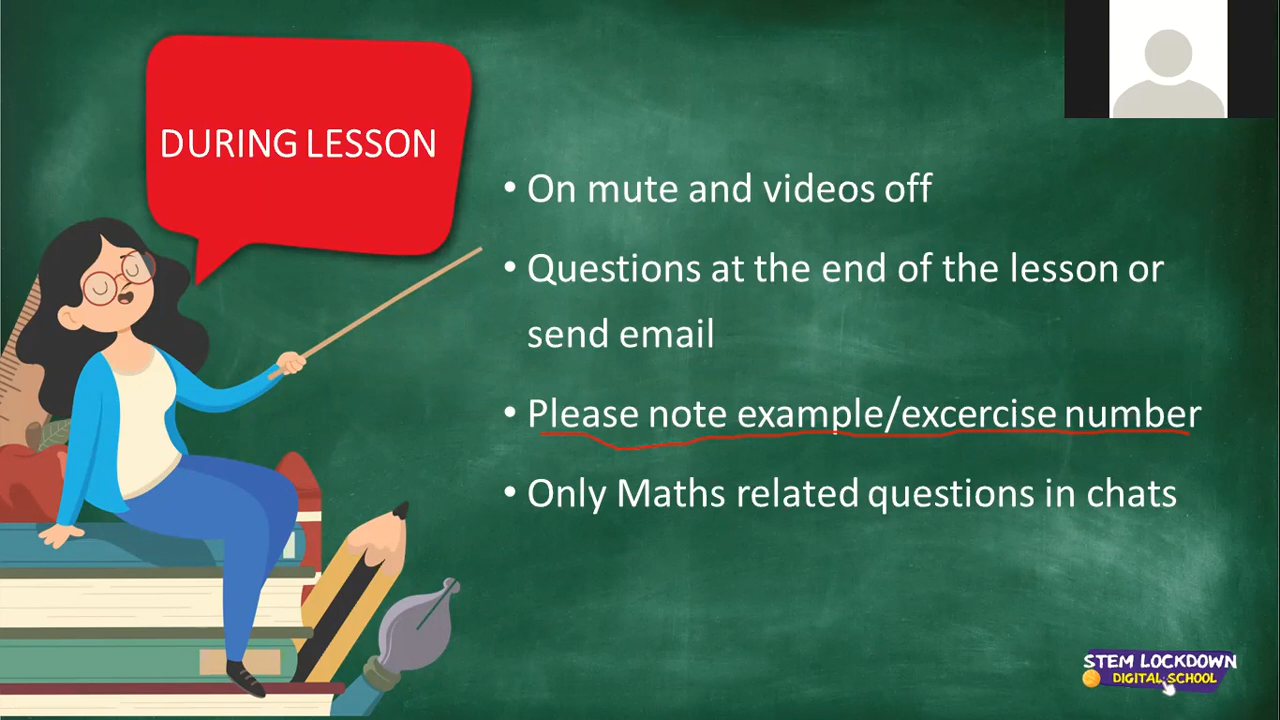 DURING LESSON
• On mute and videos off
• Questions at the end of the lesson or
send email
• Please note example/excercise number
• Only Maths related questions in chats
STEM LOCKDOWN
DIGITAL SCHOOL